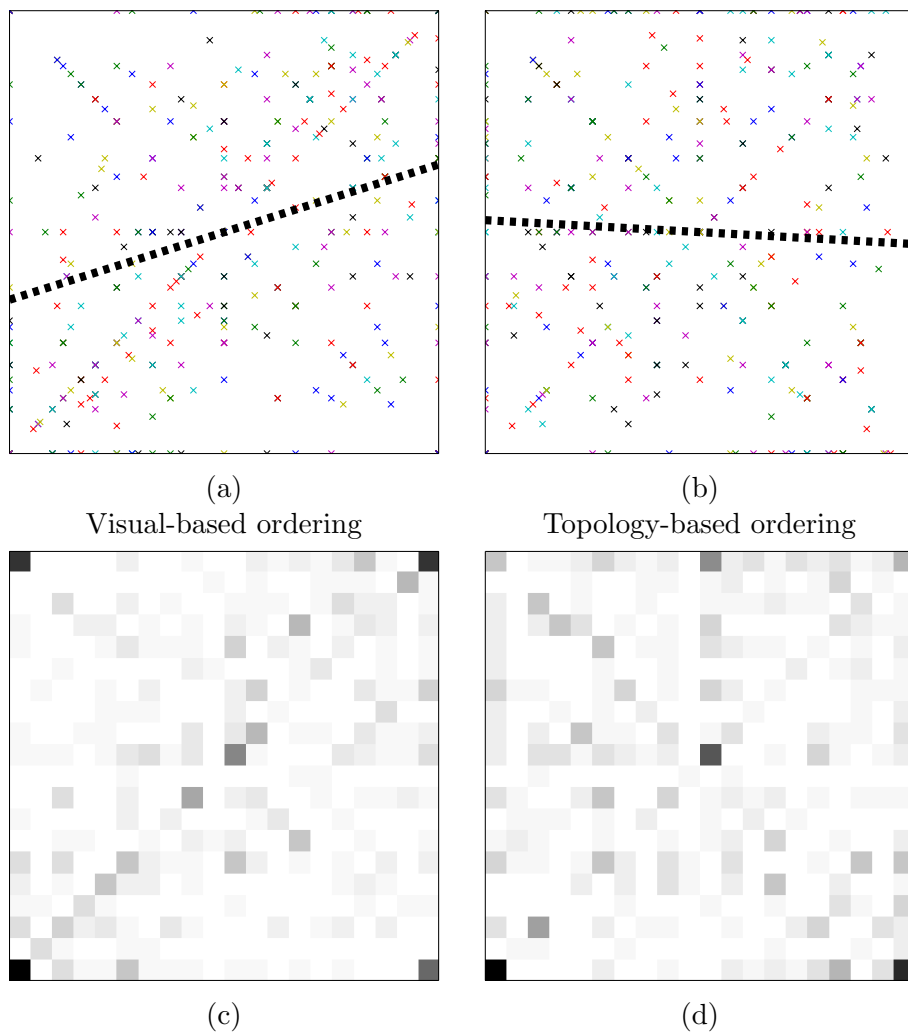 (a)
(b)
Visual-based ordering
Topology-based ordering
(c)
(d)